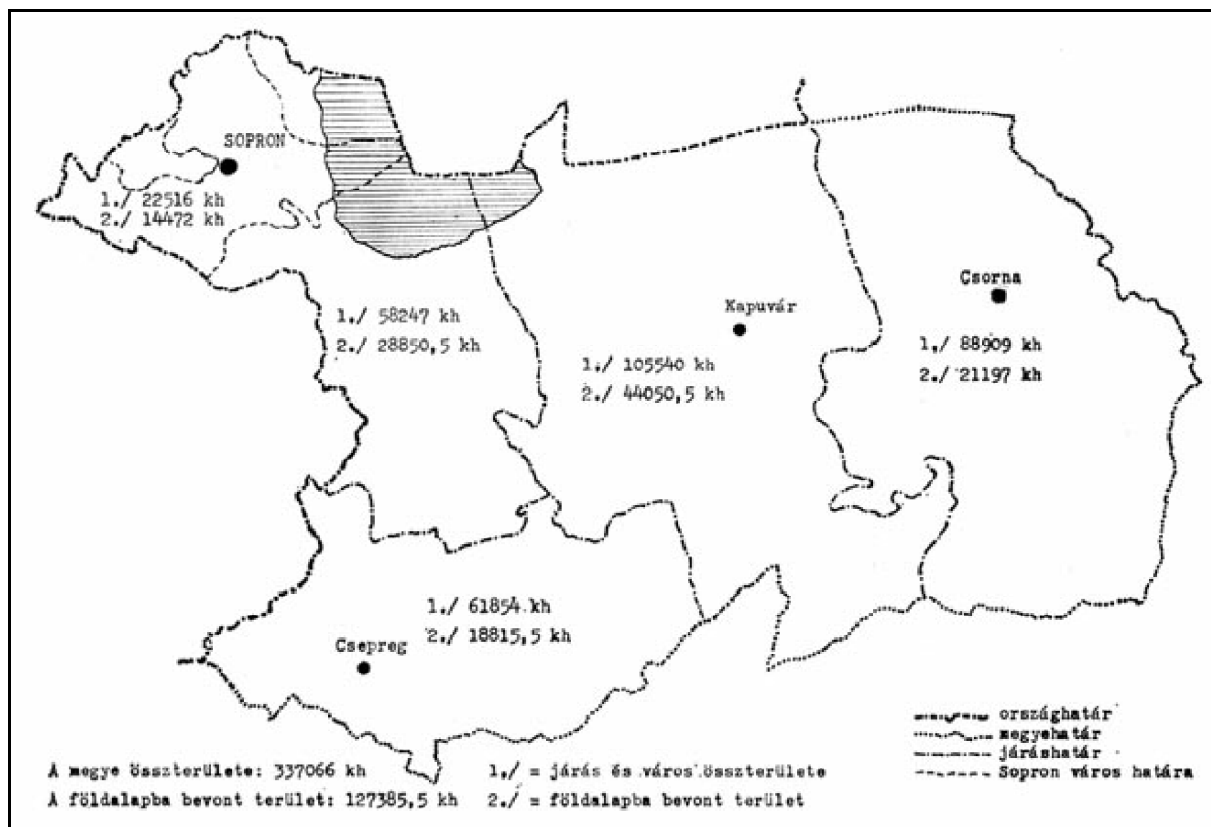 SOPRON
1./ 22516 kh
2./ 14472 kh
1./ 58247 kh
2./ 28850,5 kh
Kapuvár
1./ 105540 kh
2./ 44050,5 kh
Csorna
1./ 88909 kh
2./ 21197 kh
1./ 61854 kh
2./ 18815,5 kh
Csepreg
országhatár
megyehatár
járáshatár
Sopron város határa
A megye összterülete: 337066 kh
1./ = járás és város összterülete
A földalapba bevont terület: 127385,5 kh
2./ = földalapba bevont terület